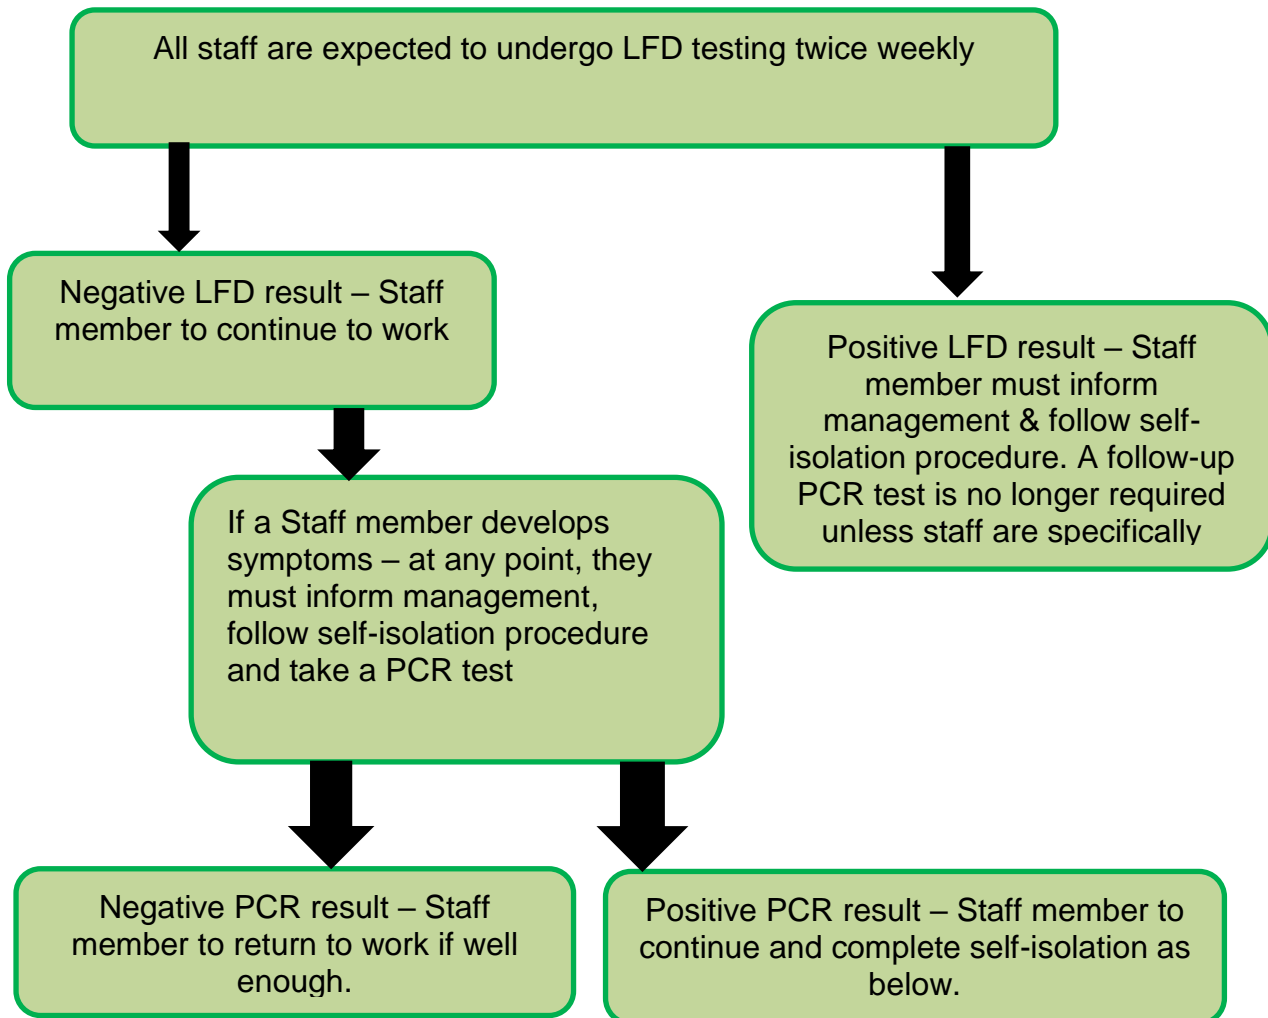 All staff are expected to undergo LFD testing twice weekly
Negative LFD result – Staff
member to continue to work
Positive LFD result – Staff
member must inform
management & follow self-
isolation procedure. A follow-up
PCR test is no longer required
unless staff are specifically
If a Staff member develops
symptoms – at any point, they
must inform management,
follow self-isolation procedure
and take a PCR test
Negative PCR result – Staff
member to return to work if well
enough.
Positive PCR result – Staff member to
continue and complete self-isolation as
below.